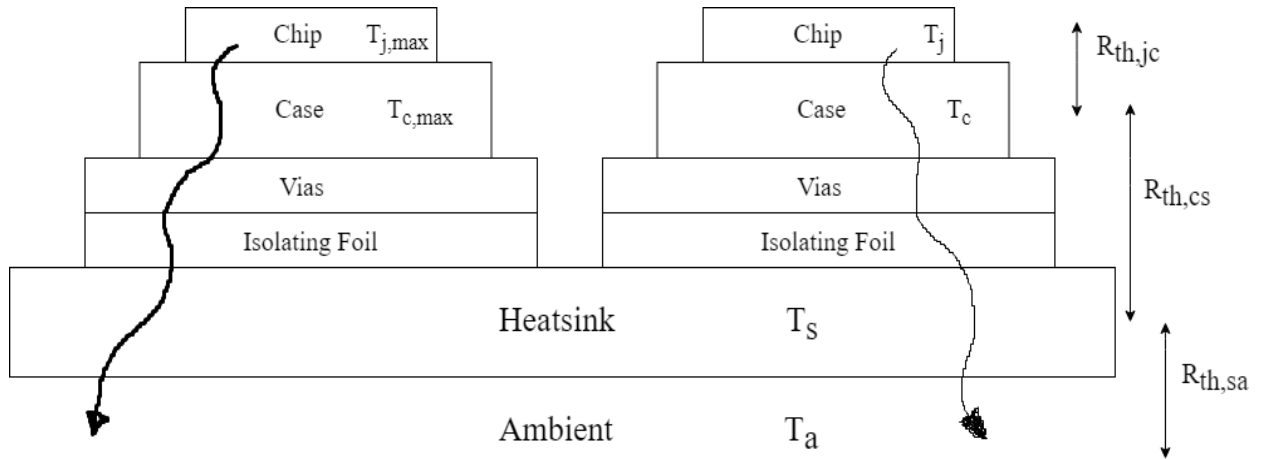 Chip T_j,max
Chip T_j
R_th,jc
Case T_c,max
Case T_c
Vias
Vias
R_th,cs
Isolating Foil
Isolating Foil
Heatsink T_s
R_th,sa
Ambient T_a